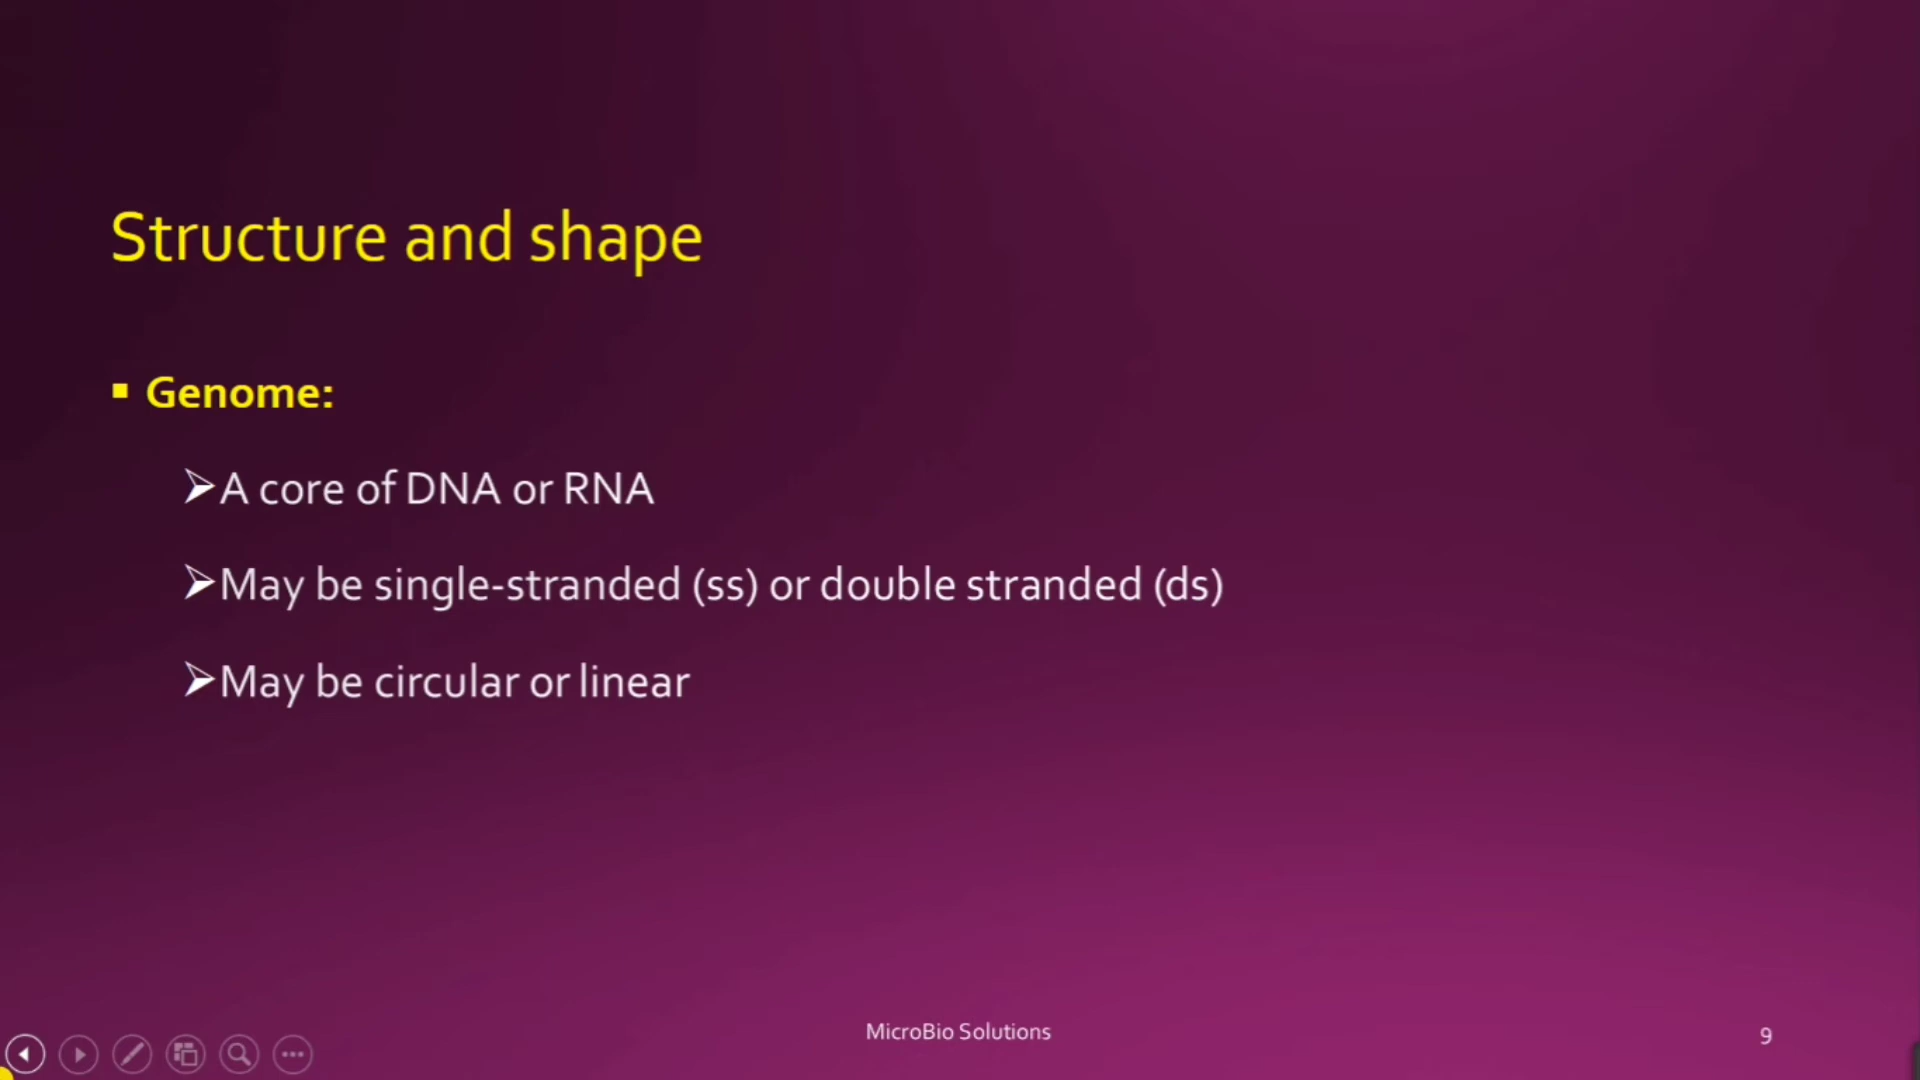 Structure and shape
▪ Genome:
➢A core of DNA or RNA
➢May be single-stranded (ss) or double stranded (ds)
➢May be circular or linear
MicroBio Solutions
9